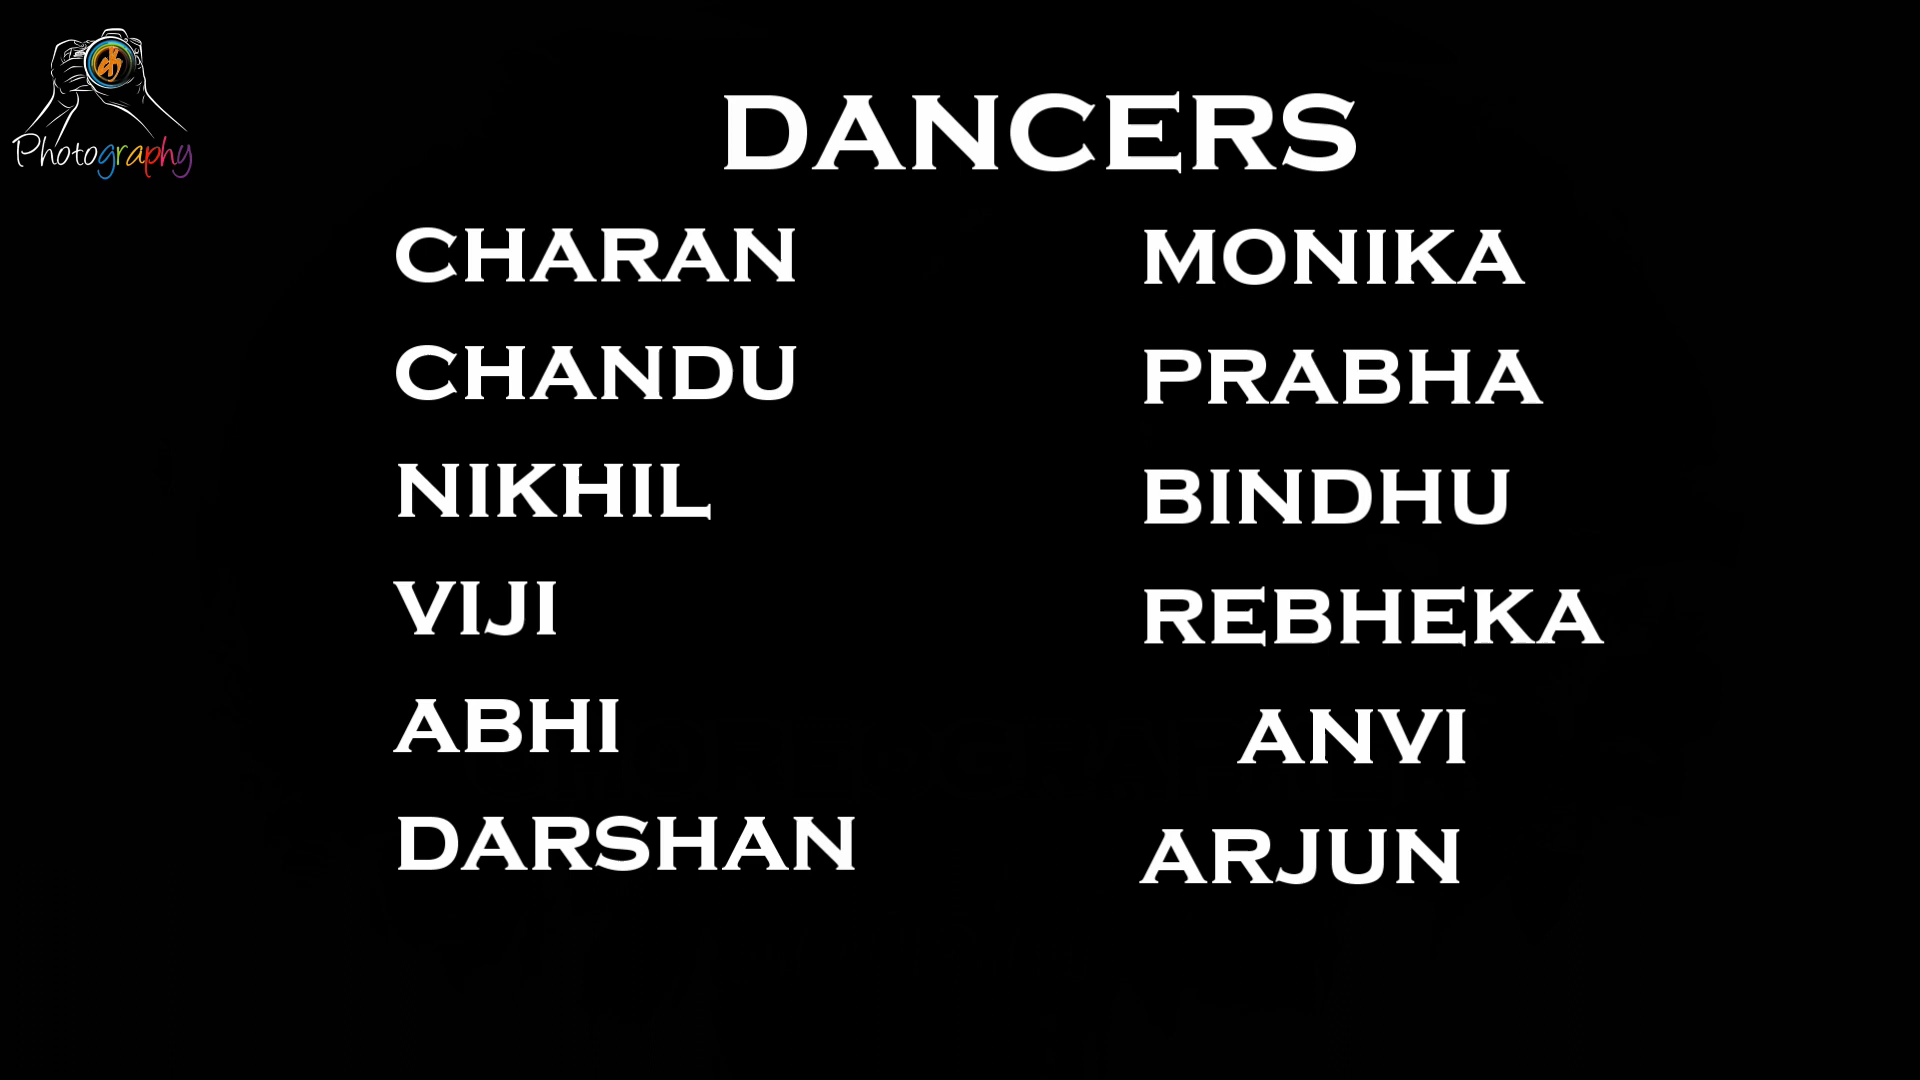 Photography
DANCERS
CHARAN
CHANDU
NIKHIL
VIJI
ABHI
DARSHAN
MONIKA
PRABHA
BINDHU
REBHEKA
ANVI
ARJUN